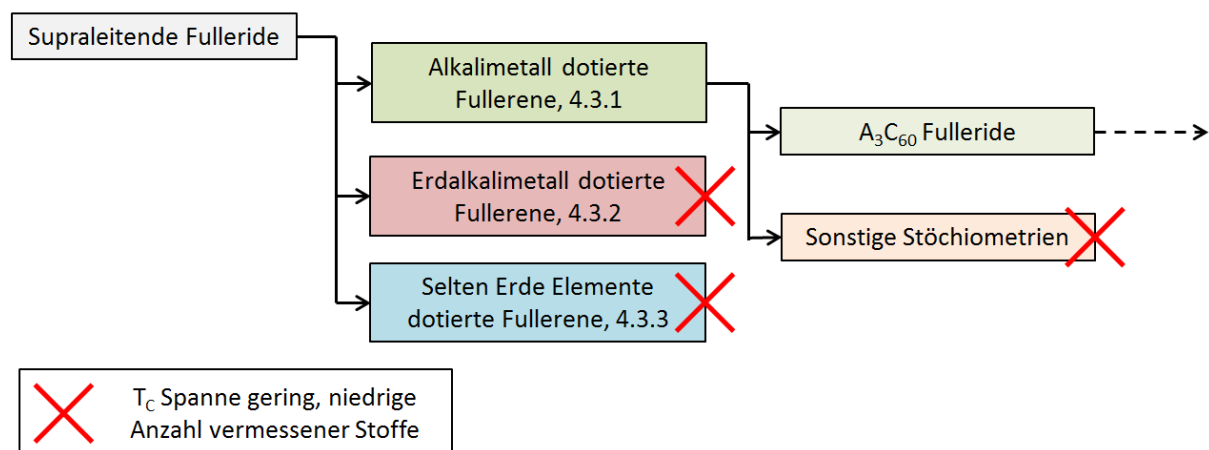 Supraleitende Fulleride
Alkalimetall dotierte
Fullerene, 4.3.1
A₃C₆₀ Fulleride
Erdalkalimetall dotierte
Fullerene, 4.3.2
Sonstige Stöchiometrien
Selten Erde Elemente
dotierte Fullerene, 4.3.3
T_C Spanne gering, niedrige
Anzahl vermessener Stoffe